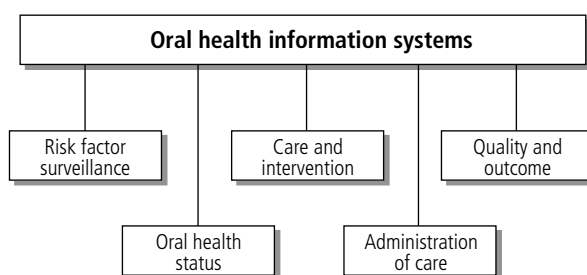 Oral health information systems
Risk factor
surveillance
Care and
intervention
Quality and
outcome
Oral health
status
Administration
of care